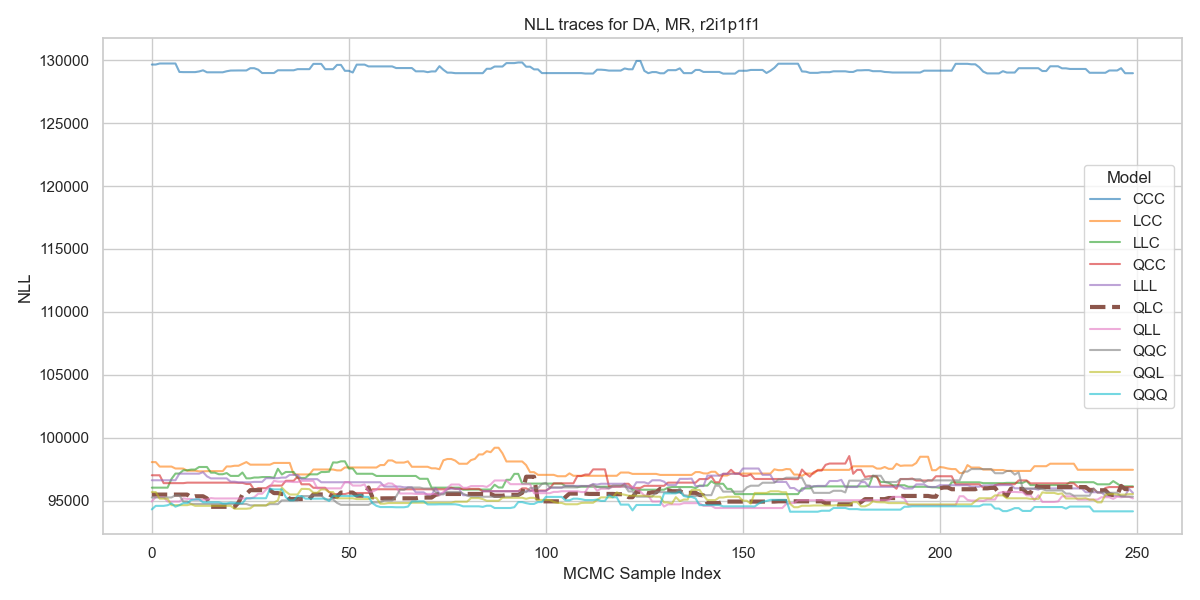 NLL traces for DA, MR, r2i1p1f1
130000
125000
120000
115000
110000
105000
100000
95000
NLL
0
50
100
150
200
250
MCMC Sample Index
Model
CCC
LCC
LLC
QCC
LLL
QLC
QLL
QQC
QQL
QQQ